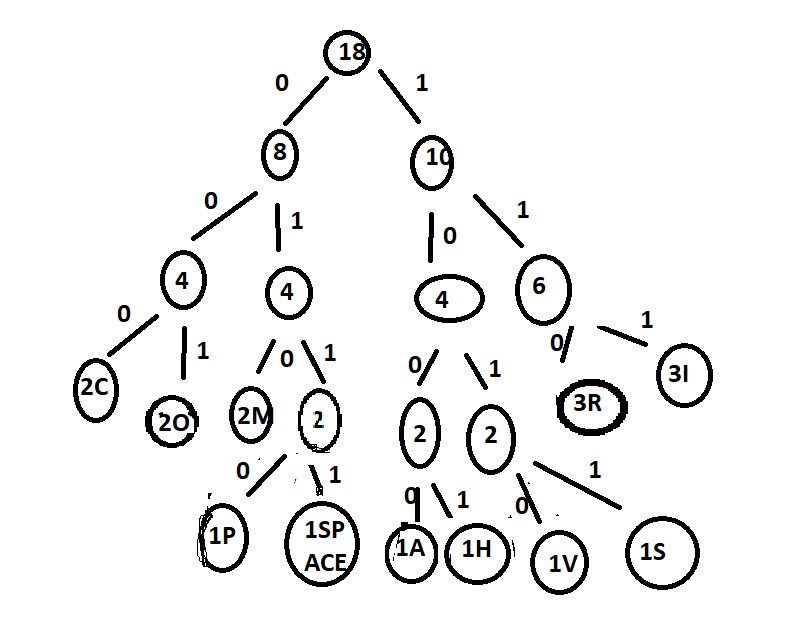 18
0 1
8 10
0 1 0 1
4 4 4 6
0 1 0 1 0 1 0 1
2C 2O 2M 2 2 2 3R 3I
0 1 0 1 0 1
1P 1SP
ACE 1A 1H 1V 1S